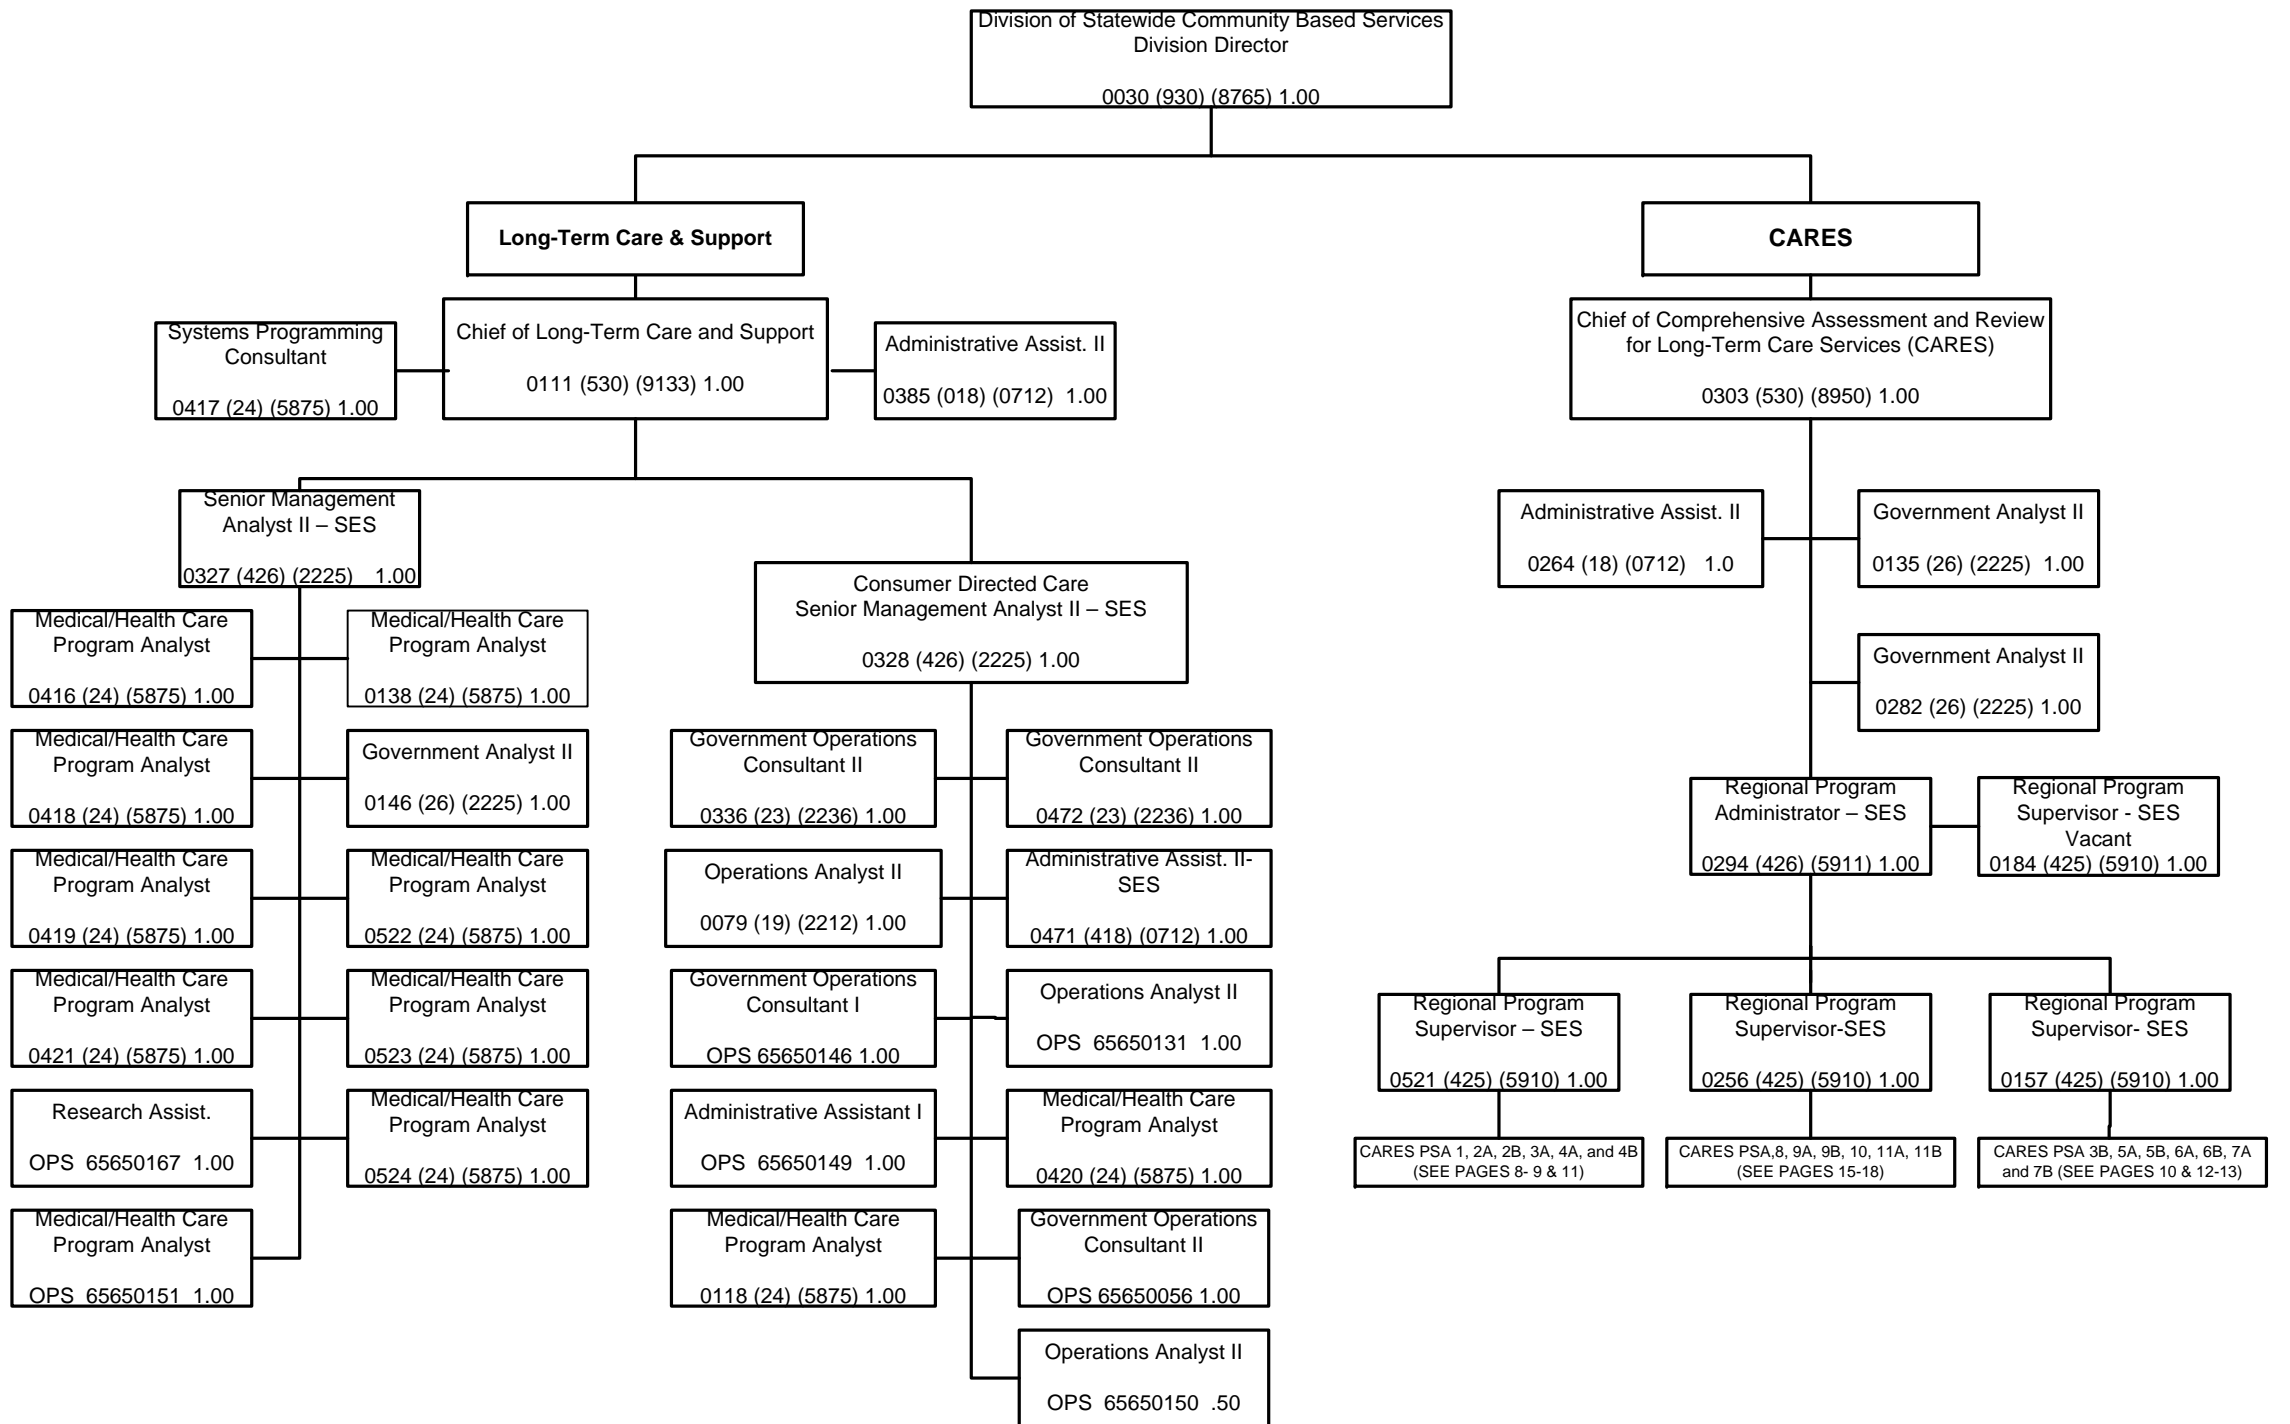 Division of Statewide Community Based Services
Division Director
0030 (930) (8765) 1.00
Long-Term Care & Support
CARES
Systems Programming
Consultant
0417 (24) (5875) 1.00
Chief of Long-Term Care and Support
0111 (530) (9133) 1.00
Administrative Assist. II
0385 (018) (0712) 1.00
Chief of Comprehensive Assessment and Review
for Long-Term Care Services (CARES)
0303 (530) (8950) 1.00
Senior Management
Analyst II – SES
0327 (426) (2225) 1.00
Medical/Health Care
Program Analyst
0416 (24) (5875) 1.00
Medical/Health Care
Program Analyst
0138 (24) (5875) 1.00
Medical/Health Care
Program Analyst
0418 (24) (5875) 1.00
Government Analyst II
0146 (26) (2225) 1.00
Medical/Health Care
Program Analyst
0419 (24) (5875) 1.00
Medical/Health Care
Program Analyst
0522 (24) (5875) 1.00
Medical/Health Care
Program Analyst
0421 (24) (5875) 1.00
Medical/Health Care
Program Analyst
0523 (24) (5875) 1.00
Research Assist.
OPS 65650167 1.00
Medical/Health Care
Program Analyst
0524 (24) (5875) 1.00
Medical/Health Care
Program Analyst
OPS 65650151 1.00
Consumer Directed Care
Senior Management Analyst II – SES
0328 (426) (2225) 1.00
Government Operations
Consultant II
0336 (23) (2236) 1.00
Government Operations
Consultant II
0472 (23) (2236) 1.00
Operations Analyst II
0079 (19) (2212) 1.00
Administrative Assist. II-
SES
0471 (418) (0712) 1.00
Government Operations
Consultant I
OPS 65650146 1.00
Operations Analyst II
OPS 65650131 1.00
Administrative Assistant I
OPS 65650149 1.00
Medical/Health Care
Program Analyst
0420 (24) (5875) 1.00
Medical/Health Care
Program Analyst
0118 (24) (5875) 1.00
Government Operations
Consultant II
OPS 65650056 1.00
Operations Analyst II
OPS 65650150 .50
Administrative Assist. II
0264 (18) (0712) 1.0
Government Analyst II
0135 (26) (2225) 1.00
Government Analyst II
0282 (26) (2225) 1.00
Regional Program
Administrator – SES
0294 (426) (5911) 1.00
Regional Program
Supervisor - SES
Vacant
0184 (425) (5910) 1.00
Regional Program
Supervisor – SES
0521 (425) (5910) 1.00
Regional Program
Supervisor-SES
0256 (425) (5910) 1.00
Regional Program
Supervisor- SES
0157 (425) (5910) 1.00
CARES PSA 1, 2A, 2B, 3A, 4A, and 4B
(SEE PAGES 8- 9 & 11)
CARES PSA,8, 9A, 9B, 10, 11A, 11B
(SEE PAGES 15-18)
CARES PSA 3B, 5A, 5B, 6A, 6B, 7A
and 7B (SEE PAGES 10 & 12-13)